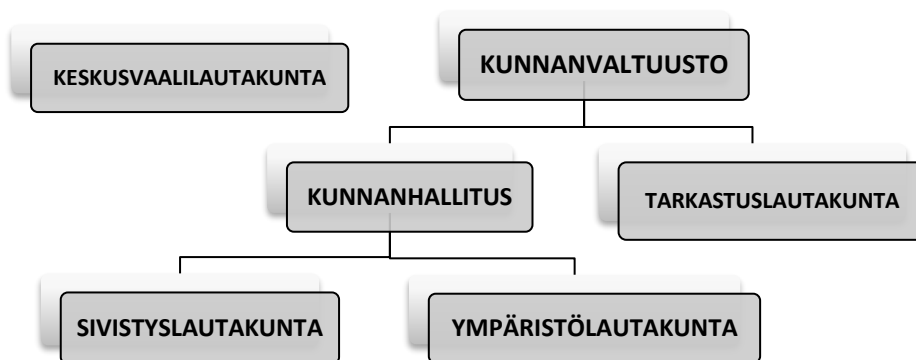 KESKUSVAALILAUTAKUNTA
KUNNANVALTUUSTO
KUNNANHALLITUS
TARKASTUSLAUTAKUNTA
SIVISTYSLAUTAKUNTA
YMPÄRISTÖLAUTAKUNTA